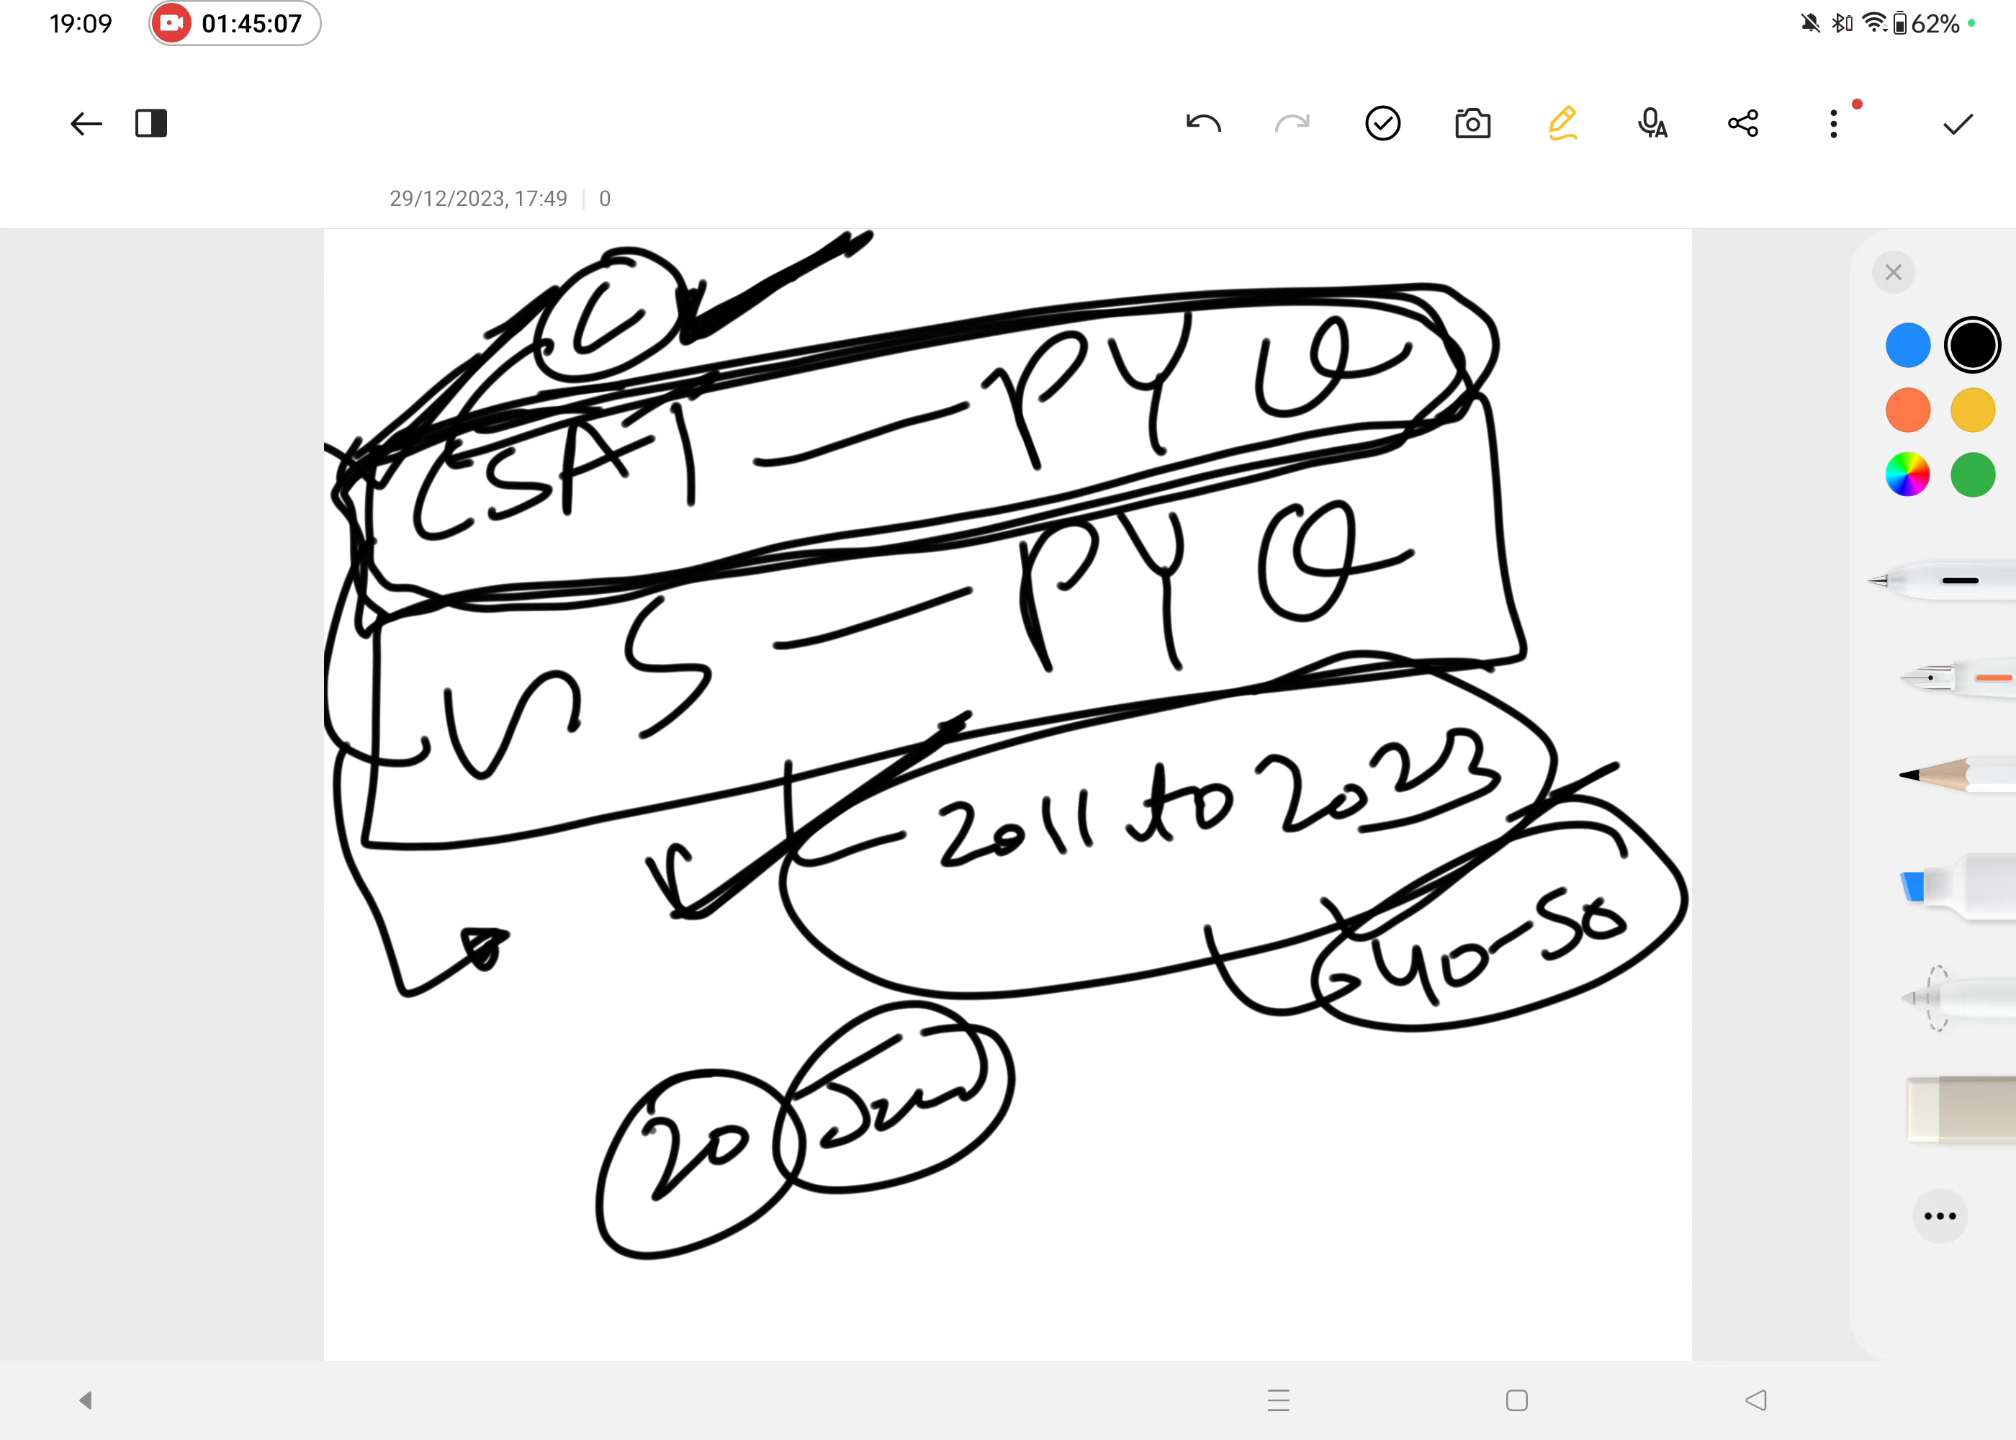 19:09 01:45:07 62%
29/12/2023, 17:49 | 0
CSAT — PYQ
GS — PYQ
2011 to 2023
40-50
20